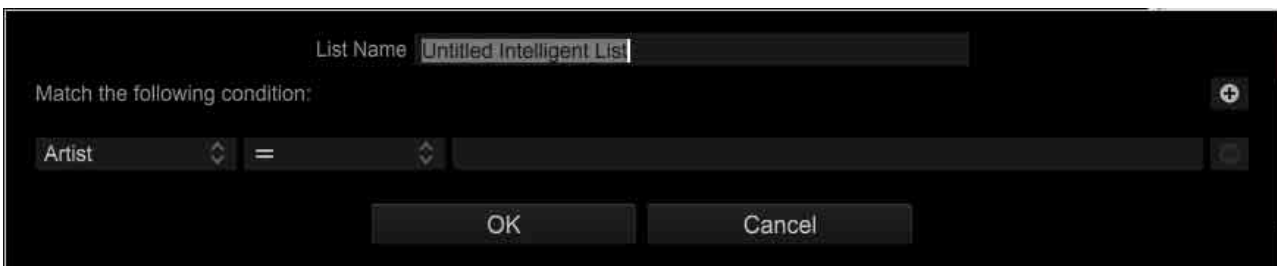 List Name Untitled Intelligent List
Match the following condition:
Artist =
OK Cancel